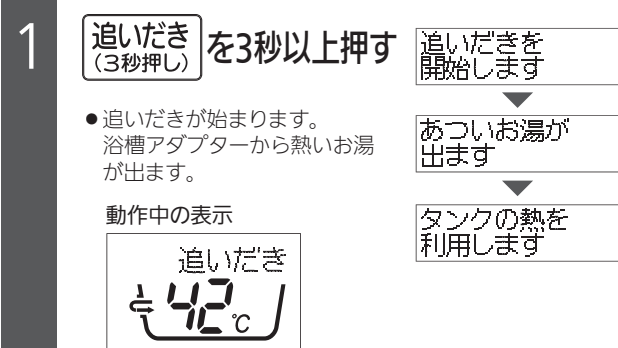 1
追いだき
(3秒押し)
を3秒以上押す
●追いだきが始まります。
浴槽アダプターから熱いお湯
が出ます。
動作中の表示
追いだき
42℃
追いだきを
開始します
▼
あついお湯が
出ます
▼
タンクの熱を
利用します